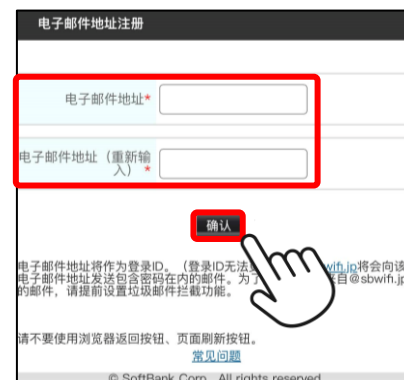 电子邮件地址注册
电子邮件地址*
电子邮件地址（重新输
入） *
确认
电子邮件地址将作为登录ID。（登录ID无法 wifi.jp将会向该
电子邮件地址发送包含密码在内的邮件。为了 自@sbwifi.jp
的邮件，请提前设置垃圾邮件拦截功能。
请不要使用浏览器返回按钮、页面刷新按钮。
常见问题
© SoftBank Corp. All rights reserved